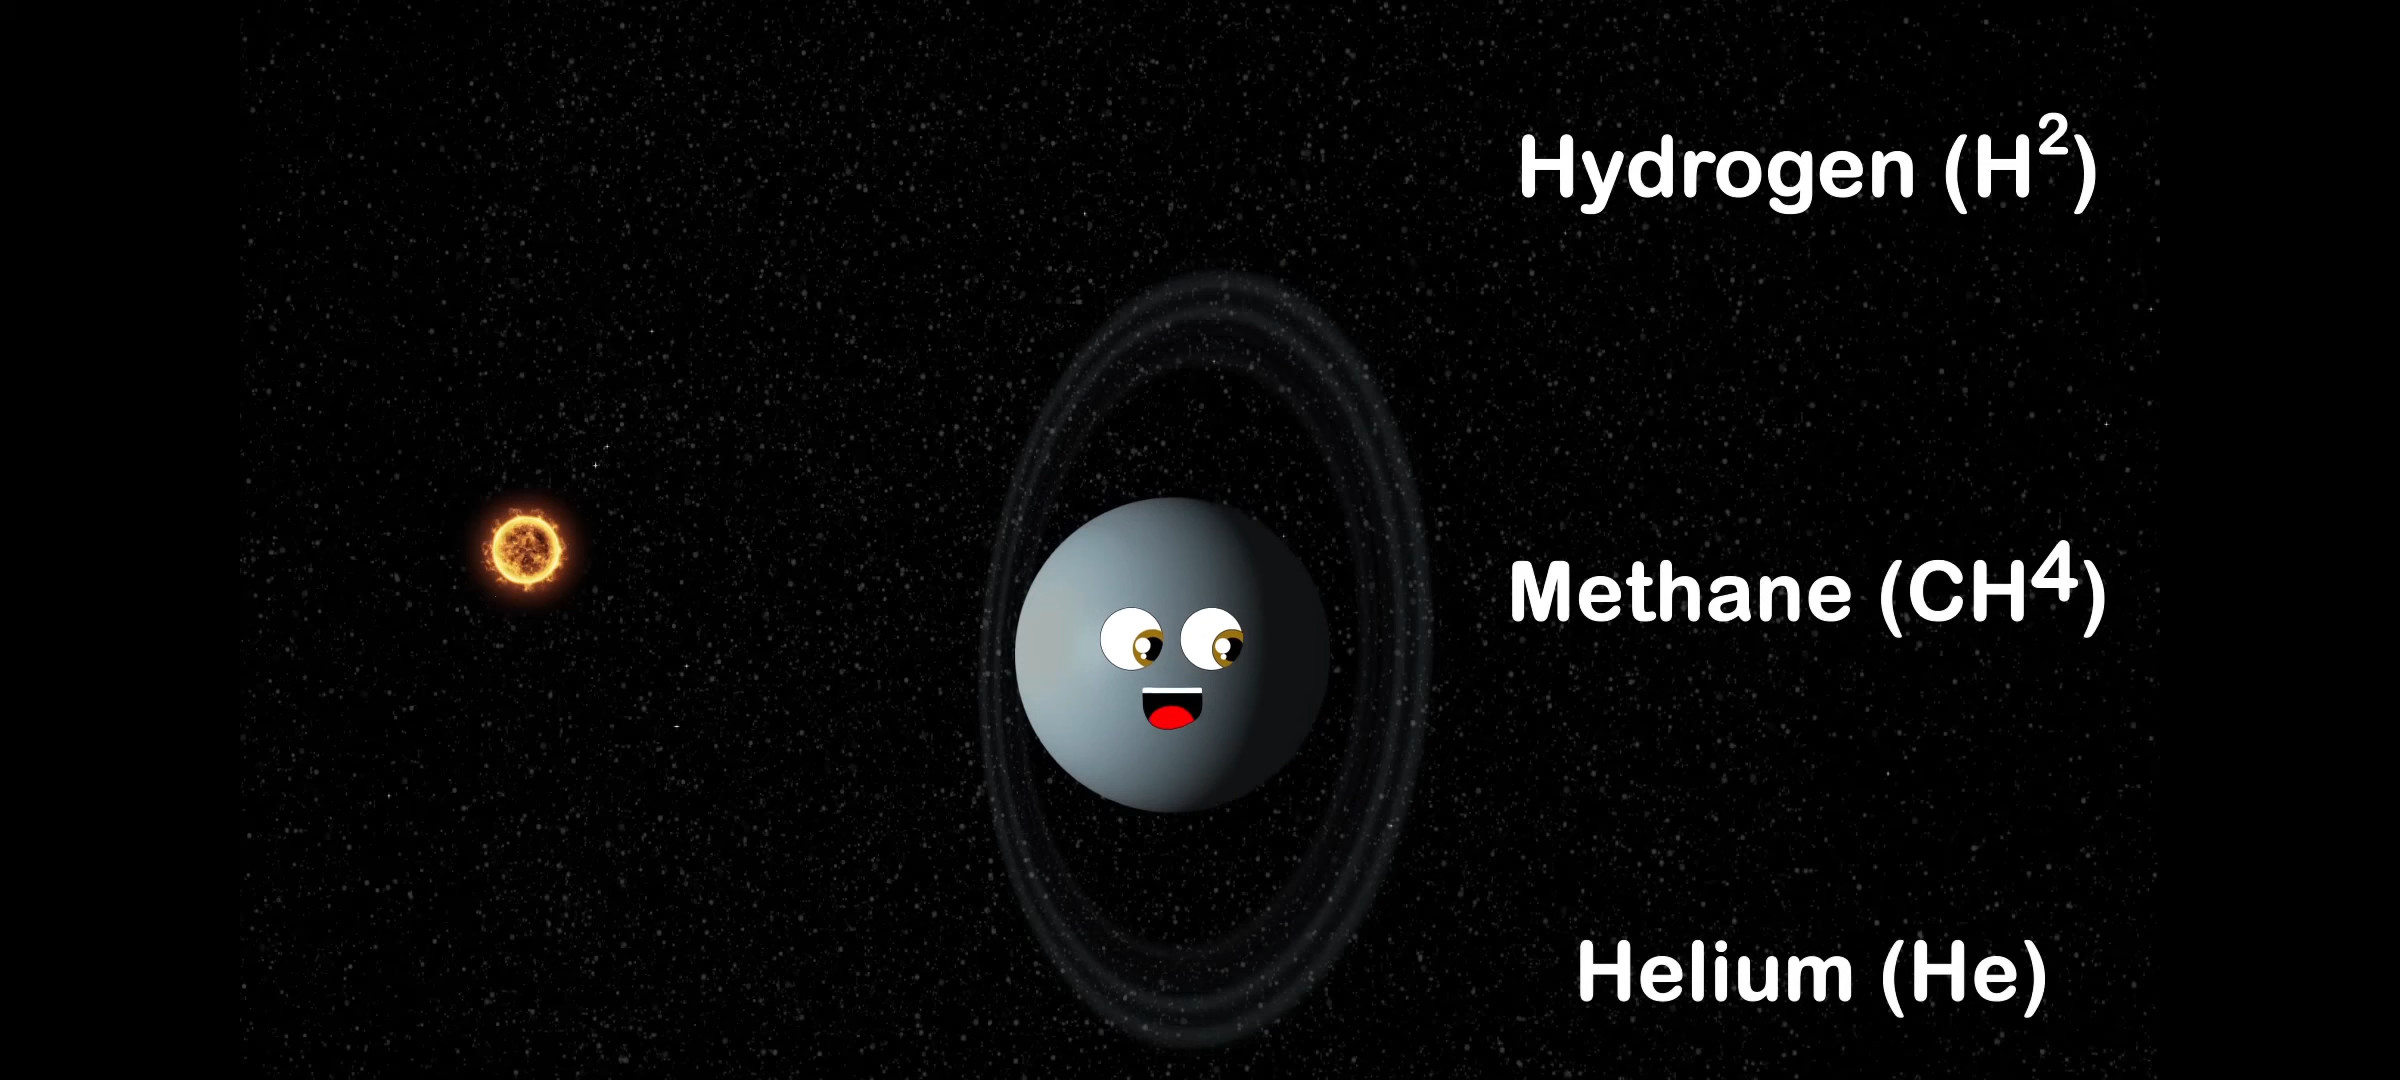 Hydrogen (H²)
Methane (CH⁴)
Helium (He)